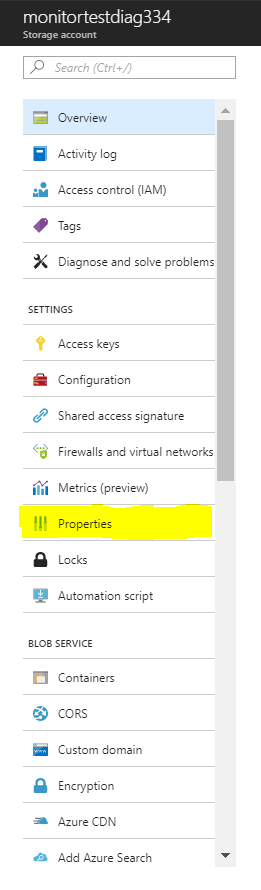 monitortestdiag334
Storage account
Search (Ctrl+/)
Overview
Activity log
Access control (IAM)
Tags
Diagnose and solve problems
SETTINGS
Access keys
Configuration
Shared access signature
Firewalls and virtual networks
Metrics (preview)
Properties
Locks
Automation script
BLOB SERVICE
Containers
CORS
Custom domain
Encryption
Azure CDN
Add Azure Search